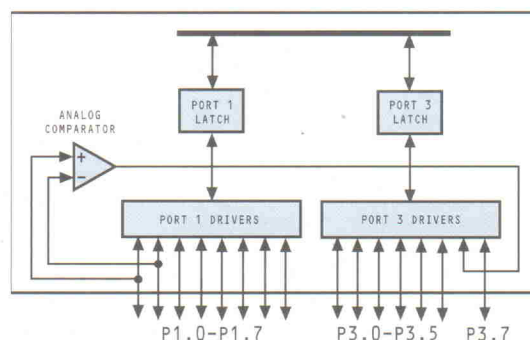 PORT 1
LATCH
PORT 3
LATCH
ANALOG
COMPARATOR
+
−
PORT 1 DRIVERS
PORT 3 DRIVERS
P1.0–P1.7
P3.0–P3.5
P3.7